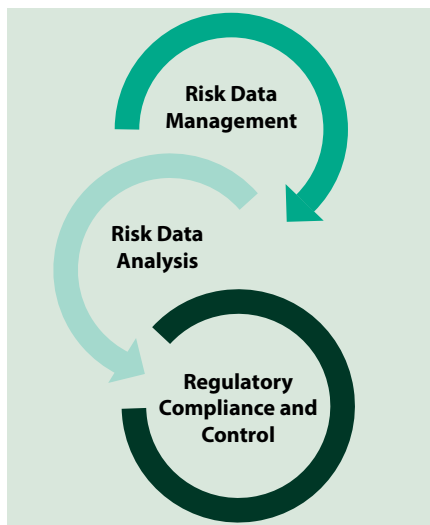 Risk Data
Management
Risk Data
Analysis
Regulatory
Compliance and
Control